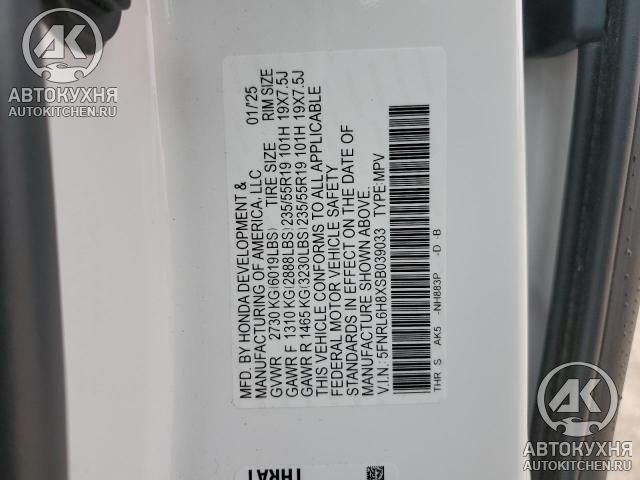 MFD. BY HONDA DEVELOPMENT &
MANUFACTURING OF AMERICA, LLC 01/'25
GVWR 2730 KG(6019LBS) TIRE SIZE RIM SIZE
GAWR F 1310 KG(2888LBS)235/55R19 101H 19X7.5J
GAWR R 1465 KG(3230LBS)235/55R19 101H 19X7.5J
THIS VEHICLE CONFORMS TO ALL APPLICABLE
FEDERAL MOTOR VEHICLE SAFETY
STANDARDS IN EFFECT ON THE DATE OF
MANUFACTURE SHOWN ABOVE.
V.I.N.: 5FNRL6H8XSB039033 TYPE:MPV
THR S AK5 -NH883P -D -B
THRA1
АВТОКУХНЯ
AUTOKITCHEN.RU
АВТОКУХНЯ
AUTOKITCHEN.RU